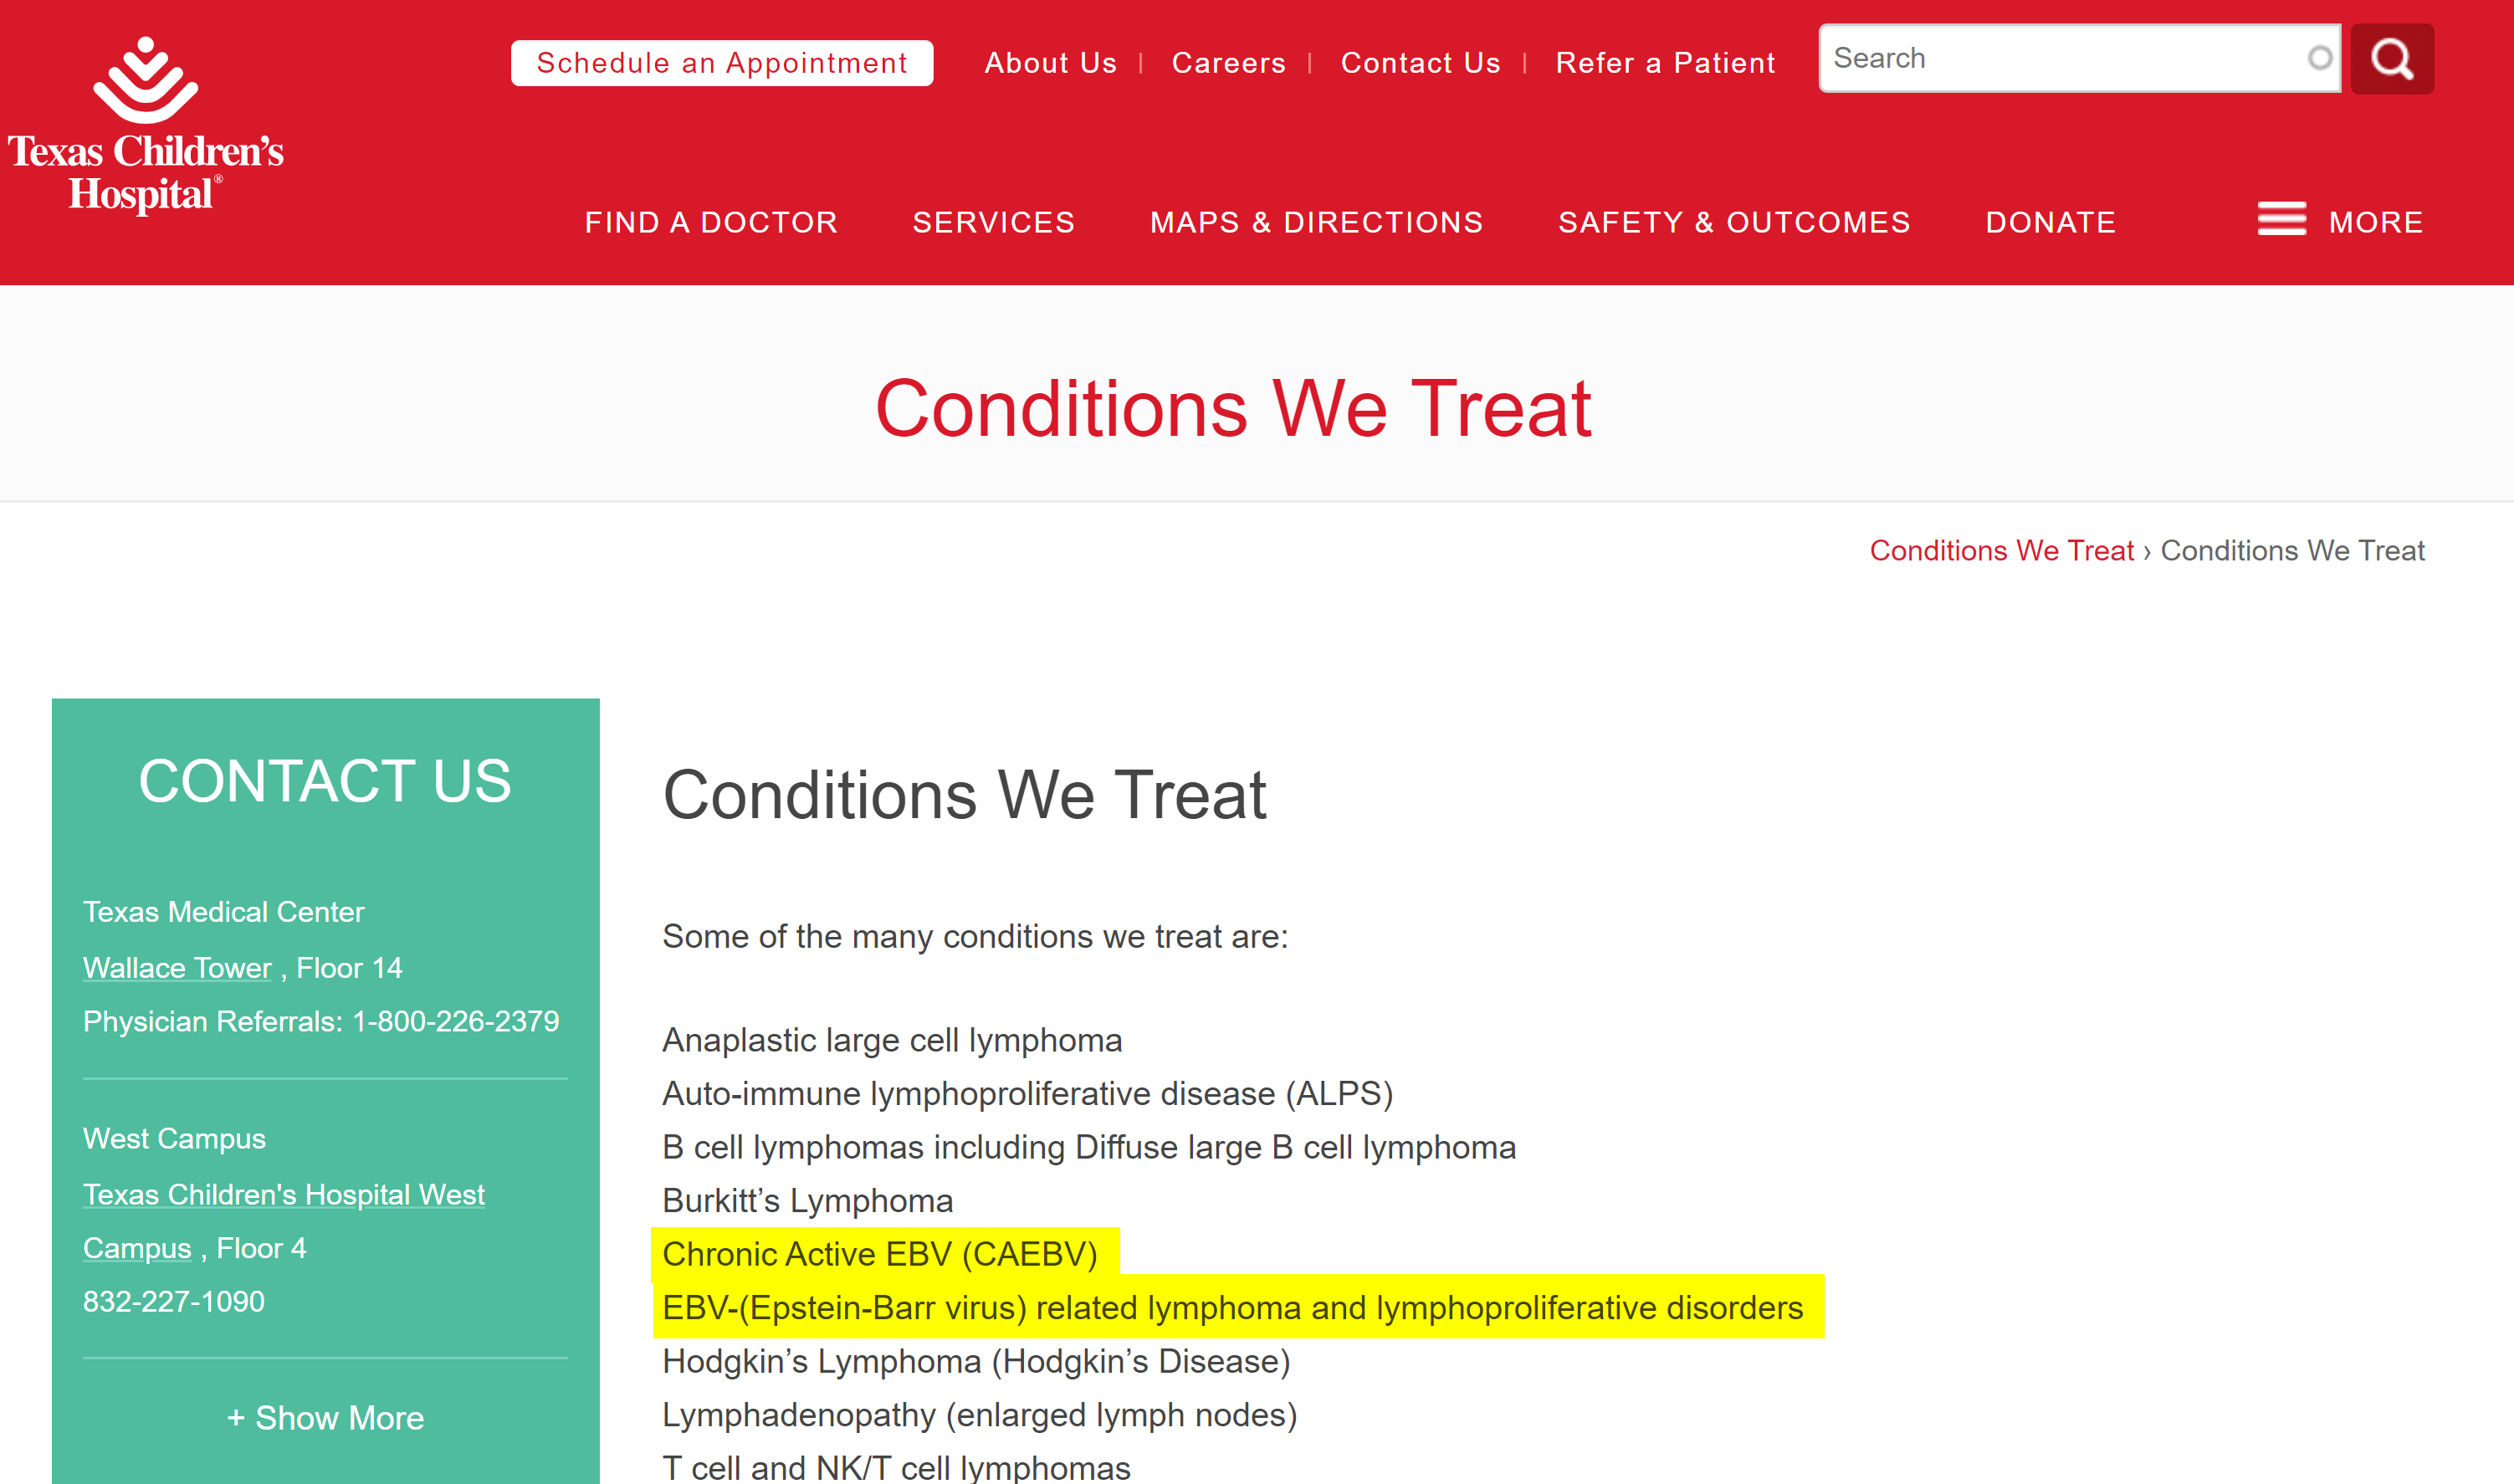 Texas Children's
Hospital®
Schedule an Appointment
About Us | Careers | Contact Us | Refer a Patient
Search
FIND A DOCTOR SERVICES MAPS & DIRECTIONS SAFETY & OUTCOMES DONATE MORE
Conditions We Treat
Conditions We Treat › Conditions We Treat
CONTACT US
Texas Medical Center
Wallace Tower , Floor 14
Physician Referrals: 1-800-226-2379
West Campus
Texas Children's Hospital West
Campus , Floor 4
832-227-1090
+ Show More
Conditions We Treat
Some of the many conditions we treat are:
Anaplastic large cell lymphoma
Auto-immune lymphoproliferative disease (ALPS)
B cell lymphomas including Diffuse large B cell lymphoma
Burkitt’s Lymphoma
Chronic Active EBV (CAEBV)
EBV-(Epstein-Barr virus) related lymphoma and lymphoproliferative disorders
Hodgkin’s Lymphoma (Hodgkin’s Disease)
Lymphadenopathy (enlarged lymph nodes)
T cell and NK/T cell lymphomas